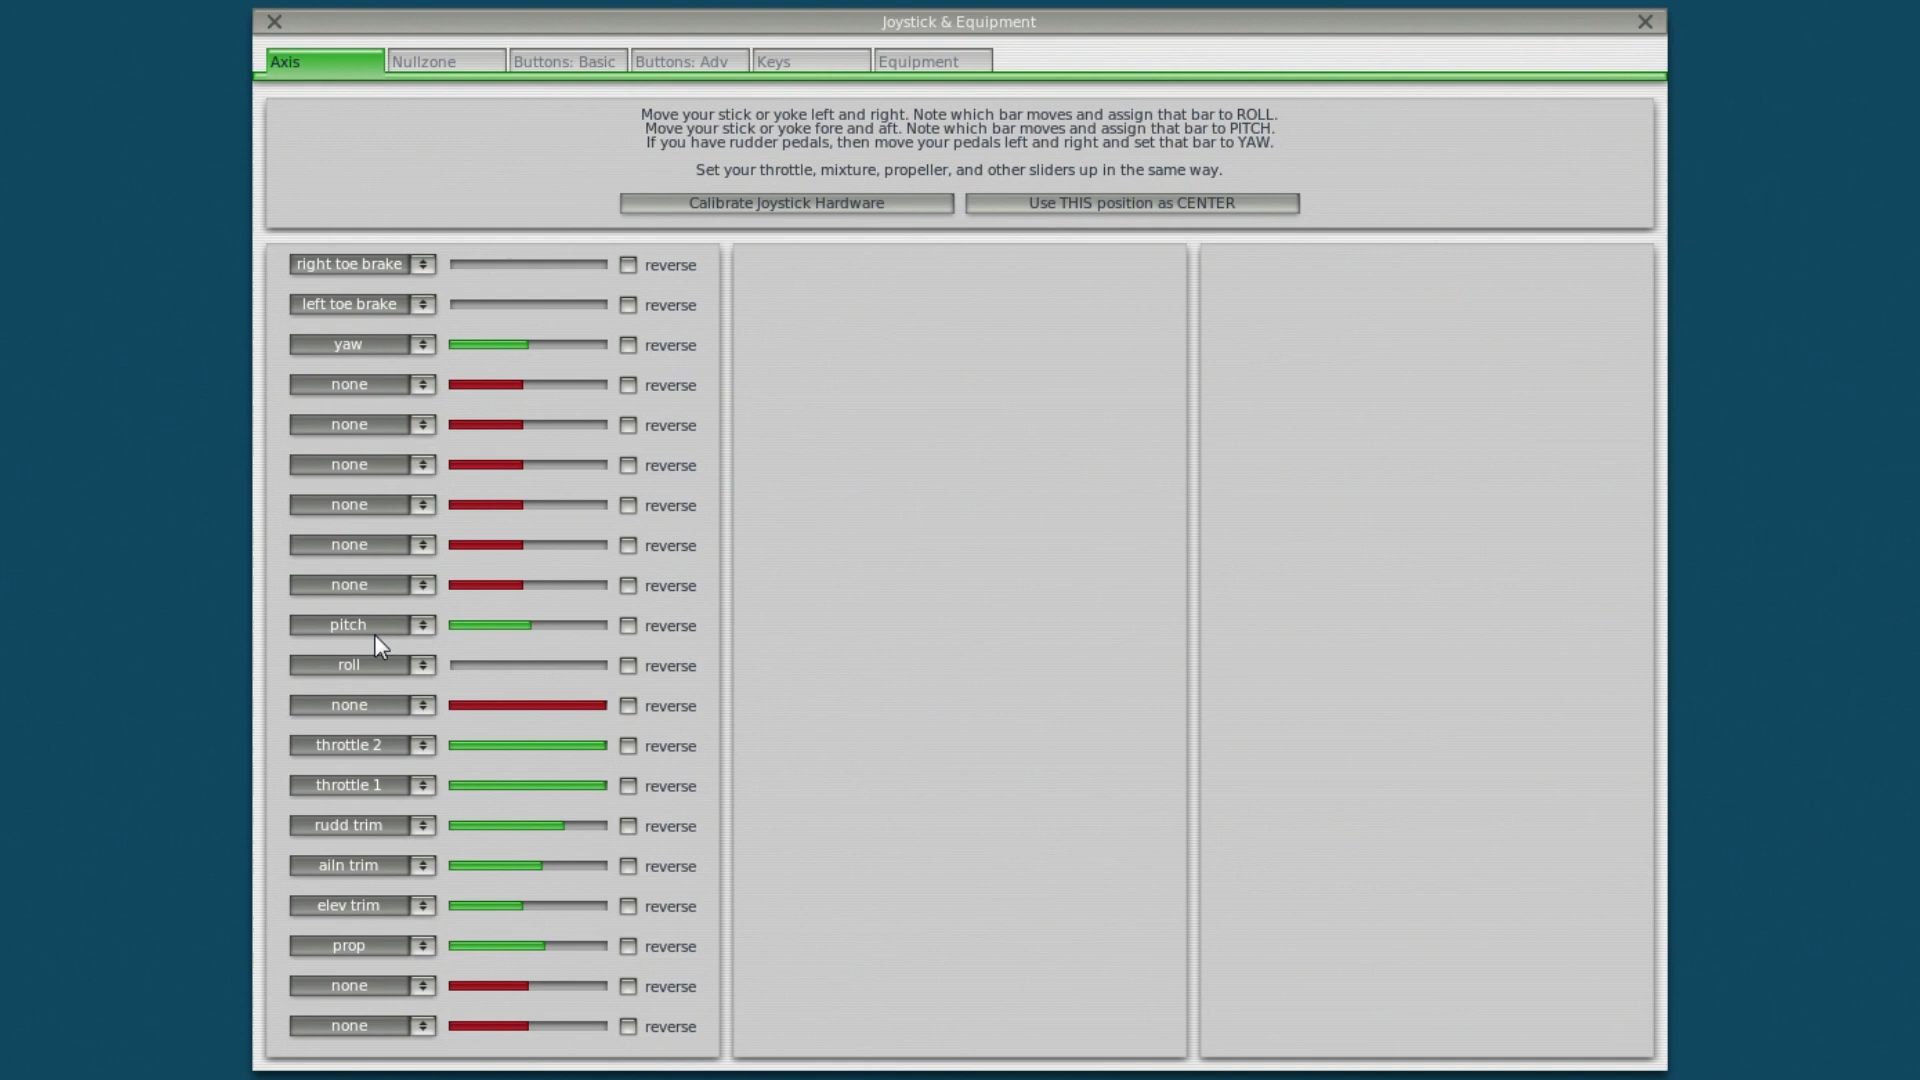 Joystick & Equipment
Axis
Nullzone
Buttons: Basic
Buttons: Adv
Keys
Equipment
Move your stick or yoke left and right. Note which bar moves and assign that bar to ROLL.
Move your stick or yoke fore and aft. Note which bar moves and assign that bar to PITCH.
If you have rudder pedals, then move your pedals left and right and set that bar to YAW.
Set your throttle, mixture, propeller, and other sliders up in the same way.
Calibrate Joystick Hardware
Use THIS position as CENTER
right toe brake reverse
left toe brake reverse
yaw reverse
none reverse
none reverse
none reverse
none reverse
none reverse
none reverse
pitch reverse
roll reverse
none reverse
throttle 2 reverse
throttle 1 reverse
rudd trim reverse
ailn trim reverse
elev trim reverse
prop reverse
none reverse
none reverse